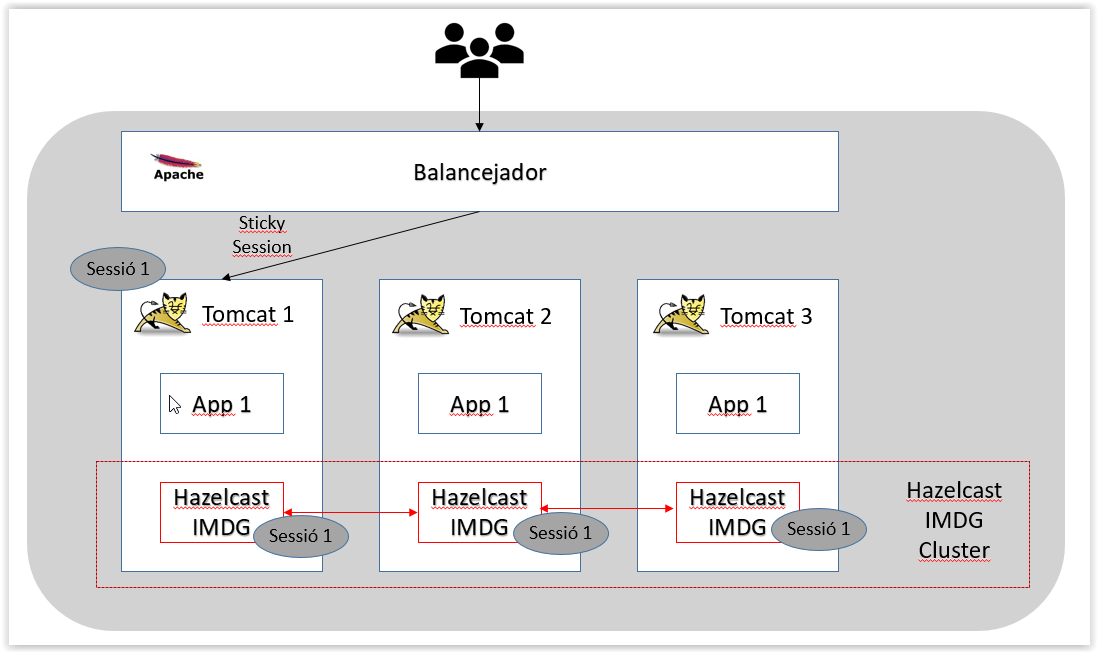 Apache
Balancejador
Sticky
Session
Sessió 1
Tomcat 1
Tomcat 2
Tomcat 3
App 1
App 1
App 1
Hazelcast
IMDG
Sessió 1
Hazelcast
IMDG
Sessió 1
Hazelcast
IMDG
Sessió 1
Hazelcast
IMDG
Cluster